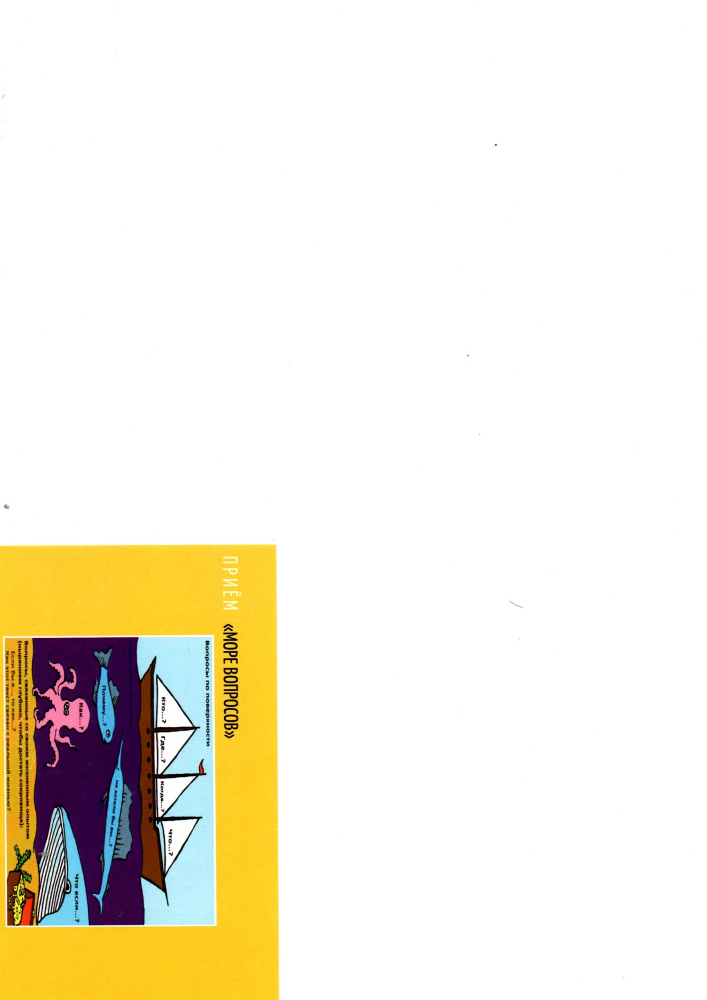 ПРИЁМ «МОРЕ ВОПРОСОВ»
Вопросы по поверхности
Кто...?
Где...?
Когда...?
Что...?
Почему...?
не хотели бы вы...?
Как...?
Что если...?
Вопросы, связанные со своим жизненным опытом
(нырянием глубоко, чтобы достать сокровища):
Если бы я..., то как...?
Как этот текст связан с реальной жизнью?